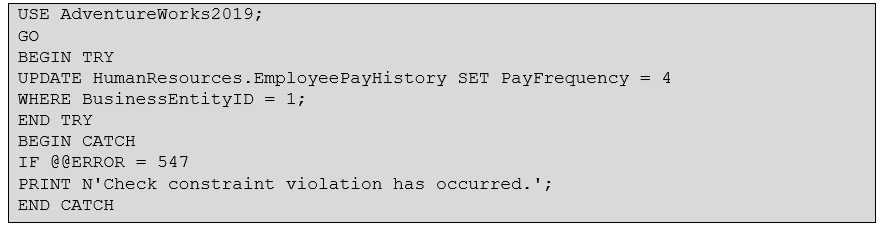 USE AdventureWorks2019;
GO
BEGIN TRY
UPDATE HumanResources.EmployeePayHistory SET PayFrequency = 4
WHERE BusinessEntityID = 1;
END TRY
BEGIN CATCH
IF @@ERROR = 547
PRINT N'Check constraint violation has occurred.';
END CATCH